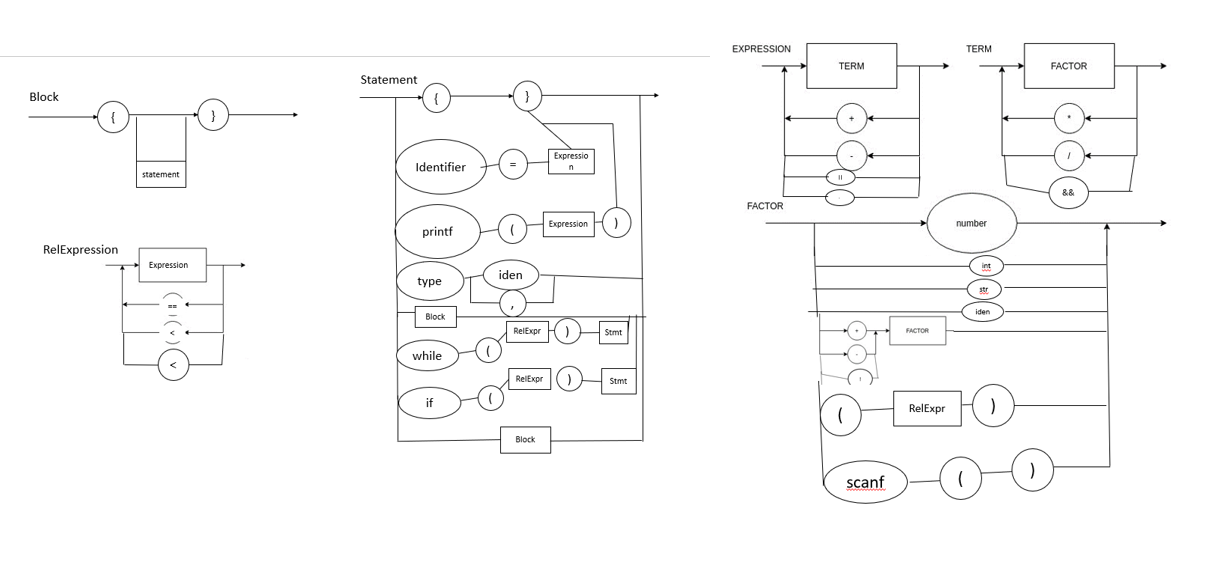 Block
{
}
statement
RelExpression
Expression
==
<
<
Statement
{
}
Identifier
=
Expressio
n
printf
(
Expression
)
type
iden
,
Block
while
(
RelExpr
)
Stmt
if
(
RelExpr
)
Stmt
Block
EXPRESSION
TERM
+
-
||
.
TERM
FACTOR
*
/
&&
FACTOR
number
int
str
iden
+
-
!
FACTOR
(
RelExpr
)
scanf
(
)